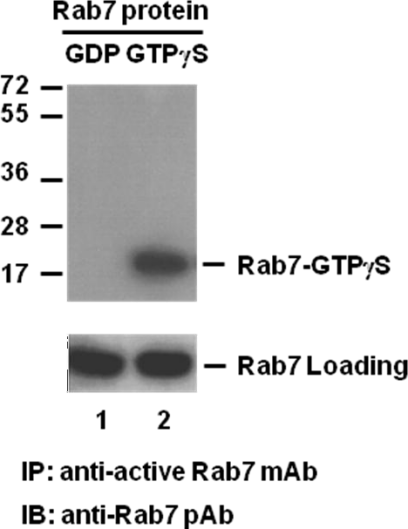 Rab7 protein
GDP GTPγS
72
55
36
28
17
Rab7-GTPγS
Rab7 Loading
1 2
IP: anti-active Rab7 mAb
IB: anti-Rab7 pAb